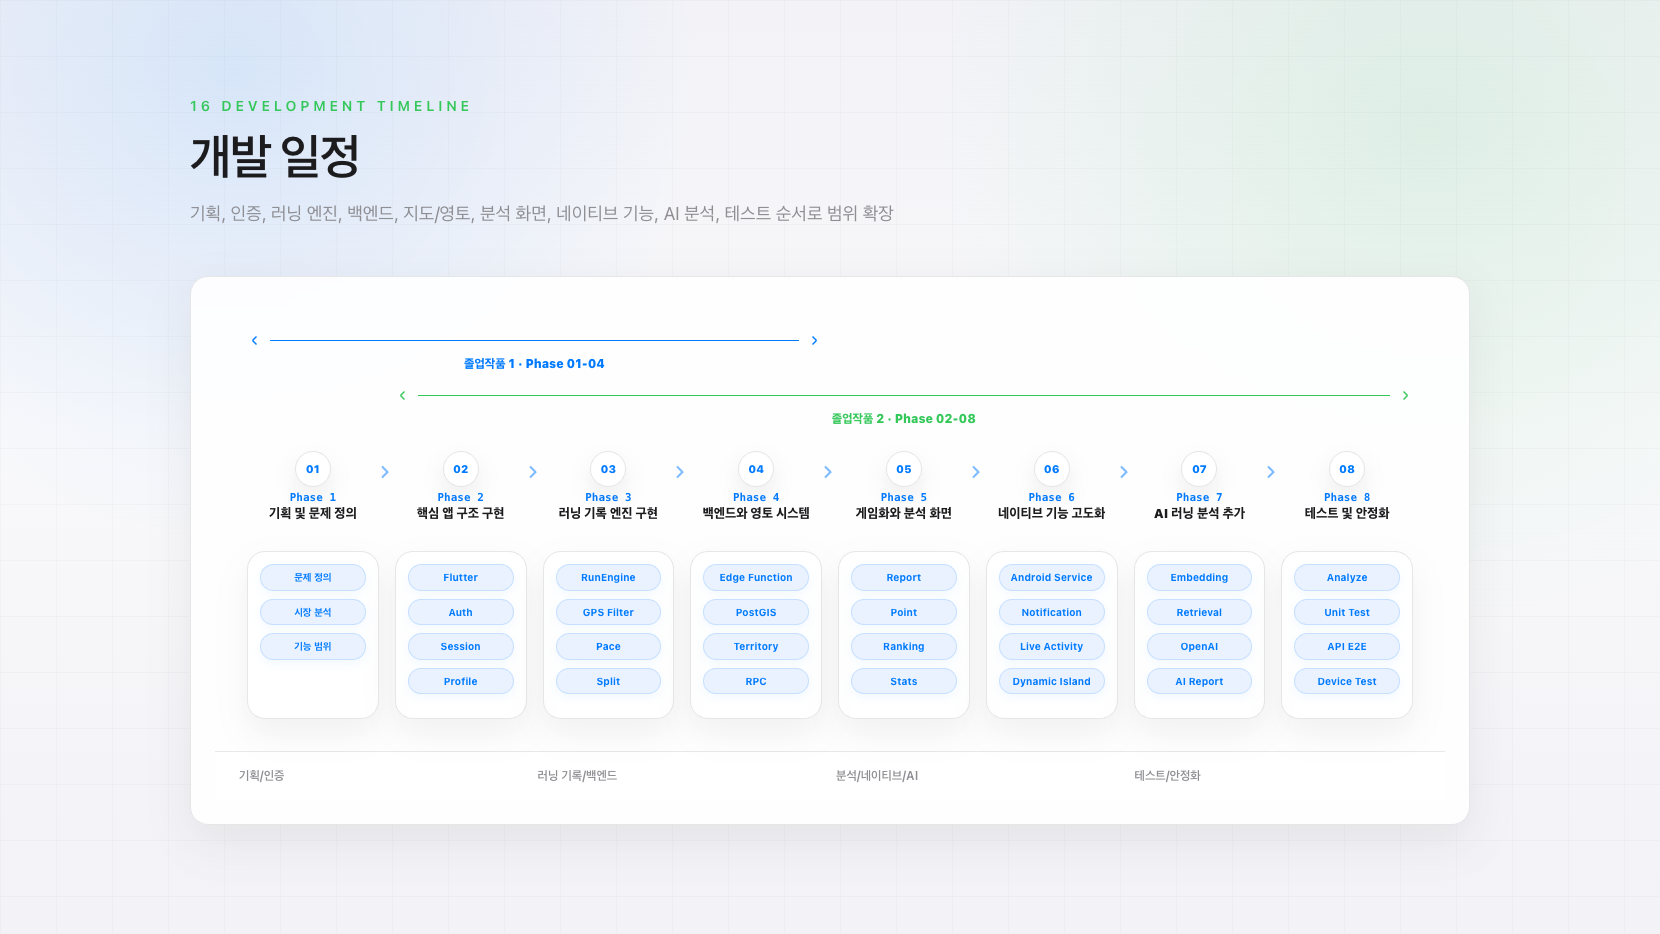 16 DEVELOPMENT TIMELINE
개발 일정
기획, 인증, 러닝 엔진, 백엔드, 지도/영토, 분석 화면, 네이티브 기능, AI 분석, 테스트 순서로 범위 확장
졸업작품 1 · Phase 01-04
졸업작품 2 · Phase 02-08
01
Phase 1
기획 및 문제 정의
문제 정의
시장 분석
기능 범위
02
Phase 2
핵심 앱 구조 구현
Flutter
Auth
Session
Profile
03
Phase 3
러닝 기록 엔진 구현
RunEngine
GPS Filter
Pace
Split
04
Phase 4
백엔드와 영토 시스템
Edge Function
PostGIS
Territory
RPC
05
Phase 5
게임화와 분석 화면
Report
Point
Ranking
Stats
06
Phase 6
네이티브 기능 고도화
Android Service
Notification
Live Activity
Dynamic Island
07
Phase 7
AI 러닝 분석 추가
Embedding
Retrieval
OpenAI
AI Report
08
Phase 8
테스트 및 안정화
Analyze
Unit Test
API E2E
Device Test
기획/인증
러닝 기록/백엔드
분석/네이티브/AI
테스트/안정화